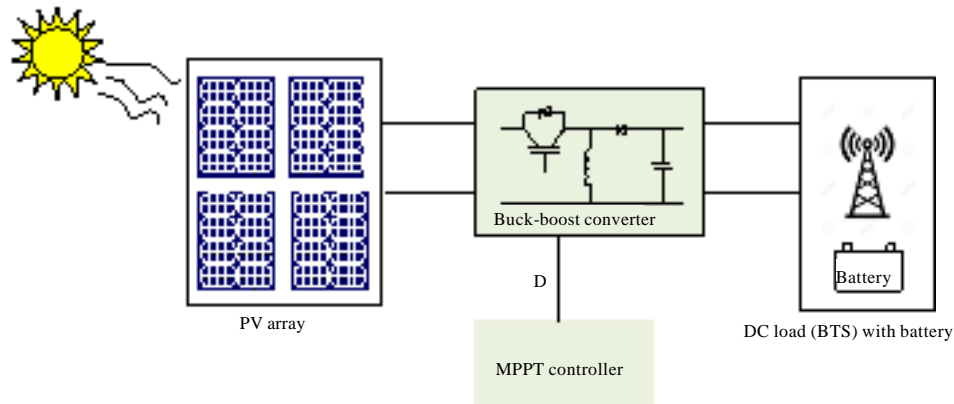 Buck-boost converter
Battery
D
PV array
DC load (BTS) with battery
MPPT controller